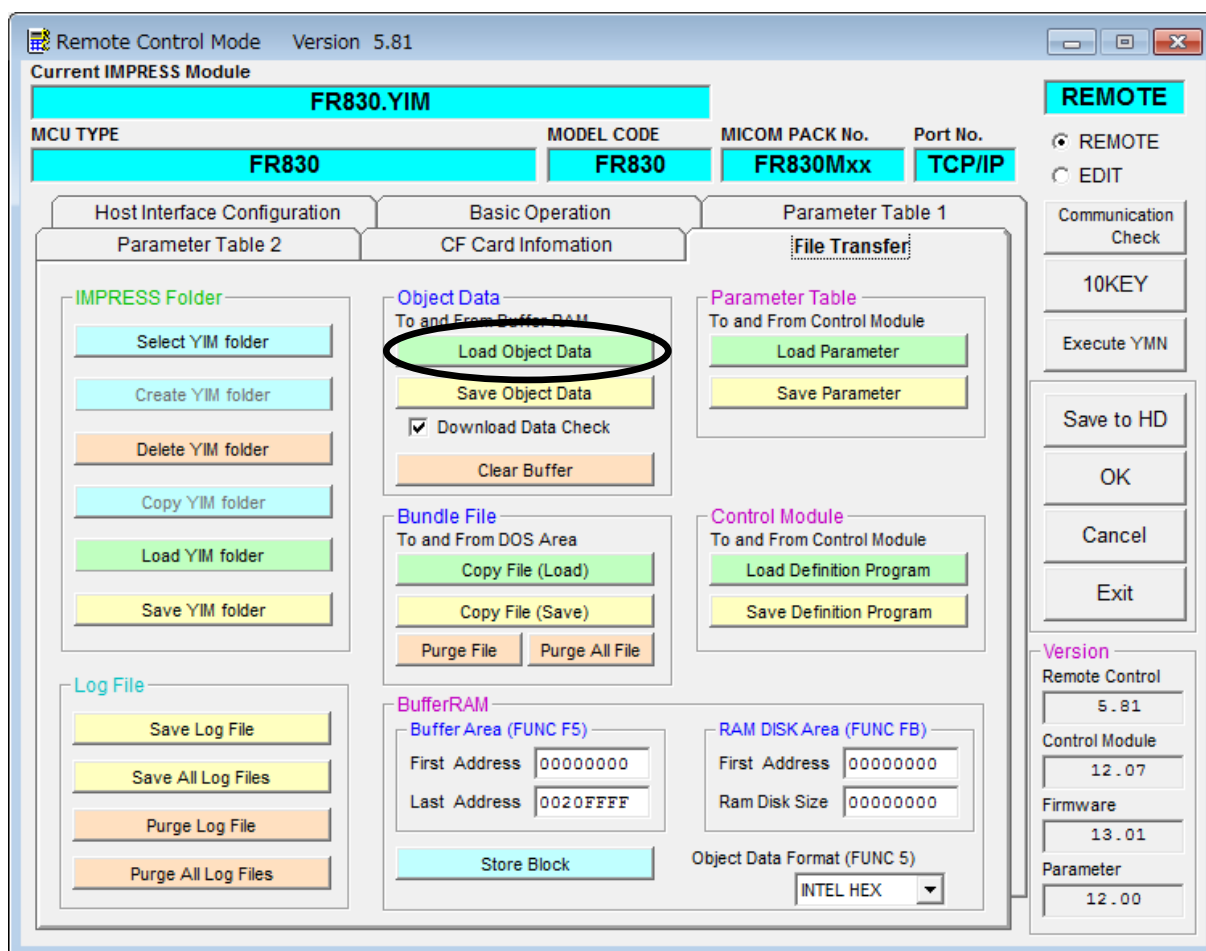 Remote Control Mode Version 5.81
Current IMPRESS Module
FR830.YIM
REMOTE
MCU TYPE
MODEL CODE
MICOM PACK No.
Port No.
FR830
FR830
FR830Mxx
TCP/IP
REMOTE
EDIT
Host Interface Configuration
Basic Operation
Parameter Table 1
Parameter Table 2
CF Card Infomation
File Transfer
Communication
Check
10KEY
Execute YMN
Save to HD
OK
Cancel
Exit
IMPRESS Folder
Select YIM folder
Create YIM folder
Delete YIM folder
Copy YIM folder
Load YIM folder
Save YIM folder
Object Data
To and From Buffer RAM
Load Object Data
Save Object Data
Download Data Check
Clear Buffer
Parameter Table
To and From Control Module
Load Parameter
Save Parameter
Bundle File
To and From DOS Area
Copy File (Load)
Copy File (Save)
Purge File
Purge All File
Control Module
To and From Control Module
Load Definition Program
Save Definition Program
Log File
Save Log File
Save All Log Files
Purge Log File
Purge All Log Files
BufferRAM
Buffer Area (FUNC F5)
First Address 00000000
Last Address 0020FFFF
RAM DISK Area (FUNC FB)
First Address 00000000
Ram Disk Size 00000000
Store Block
Object Data Format (FUNC 5)
INTEL HEX
Version
Remote Control
5.81
Control Module
12.07
Firmware
13.01
Parameter
12.00